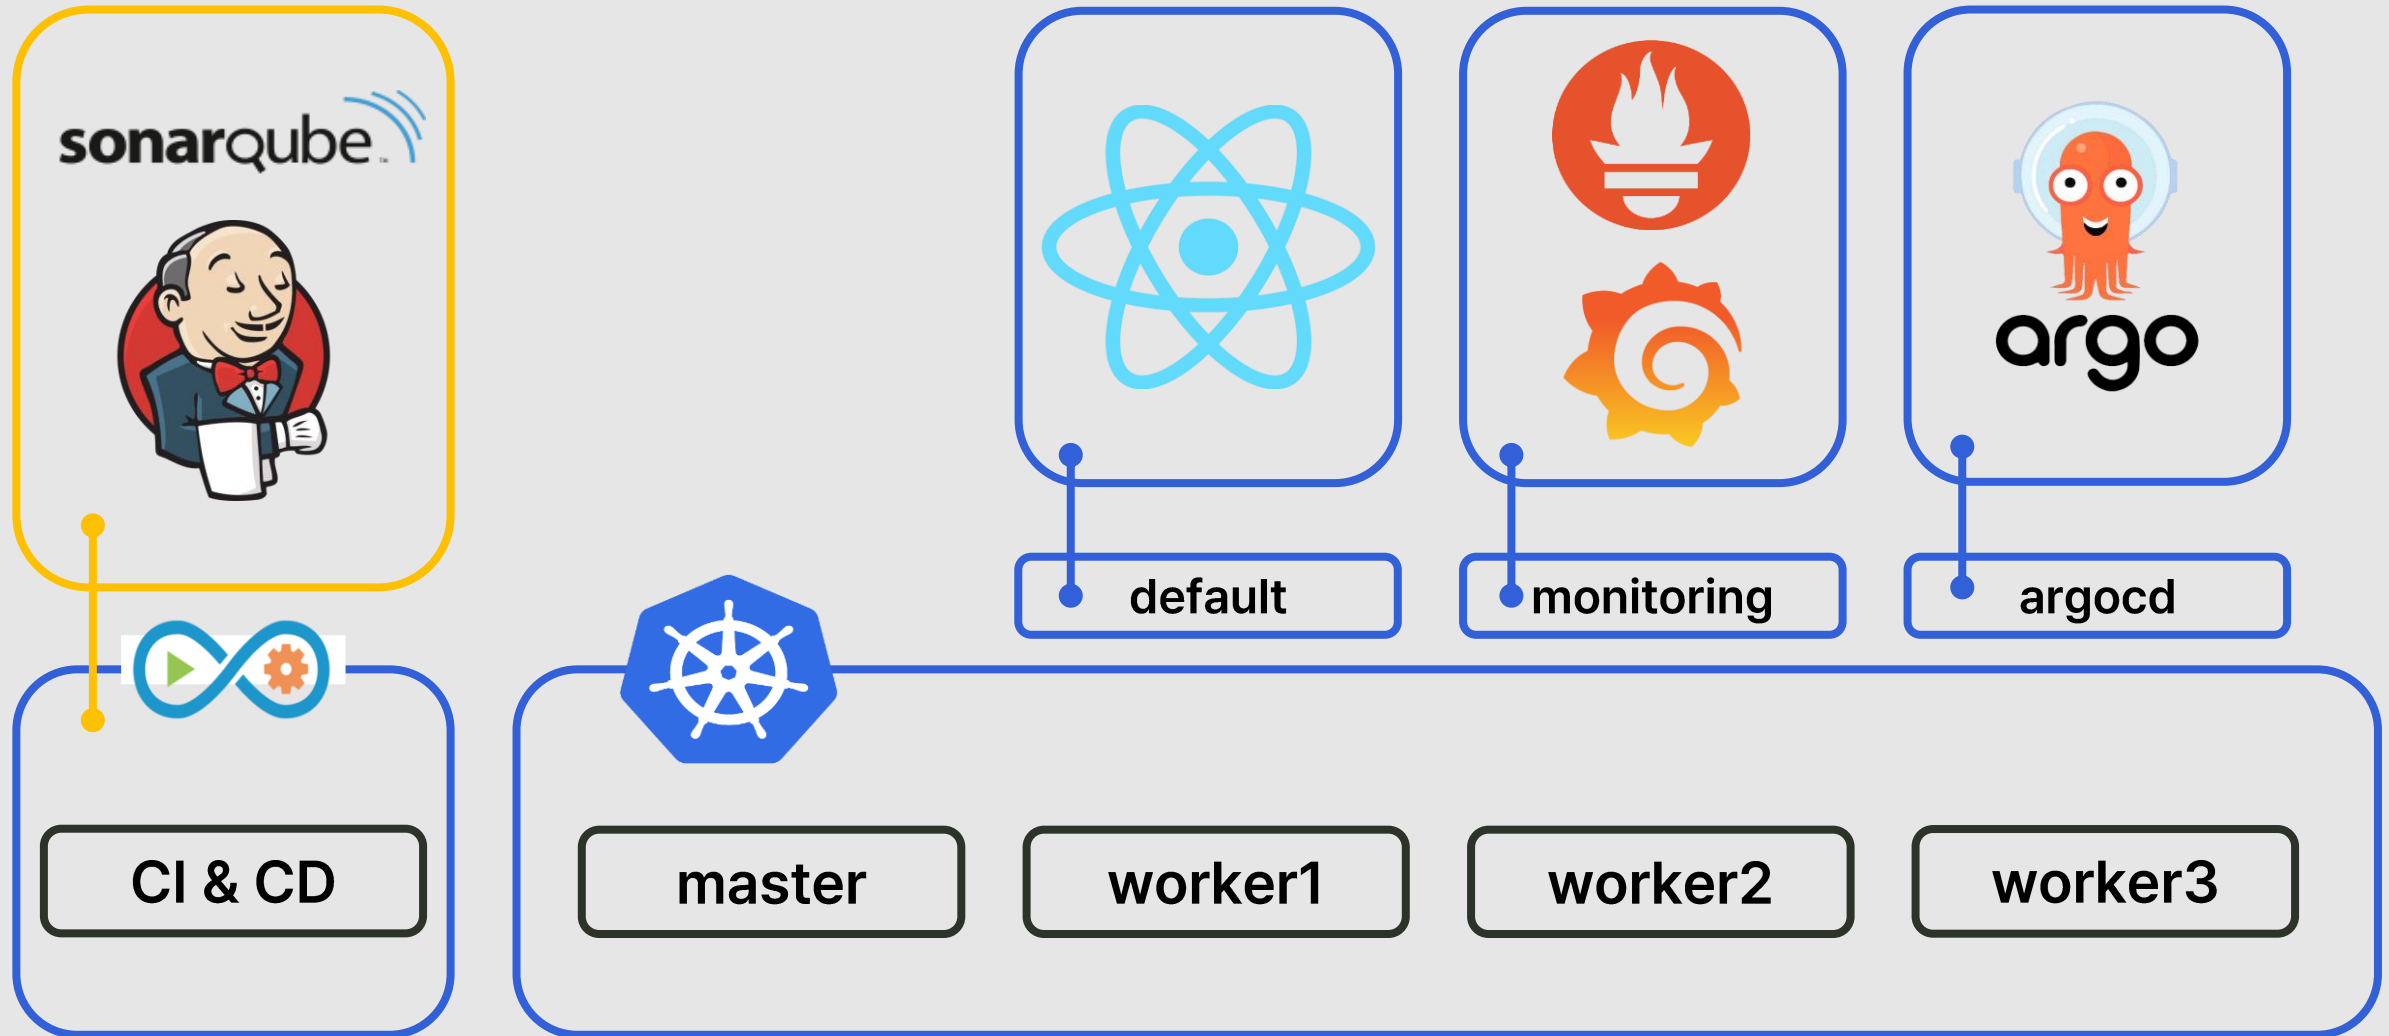 sonarqube
argo
default
monitoring
argocd
CI & CD
master
worker1
worker2
worker3